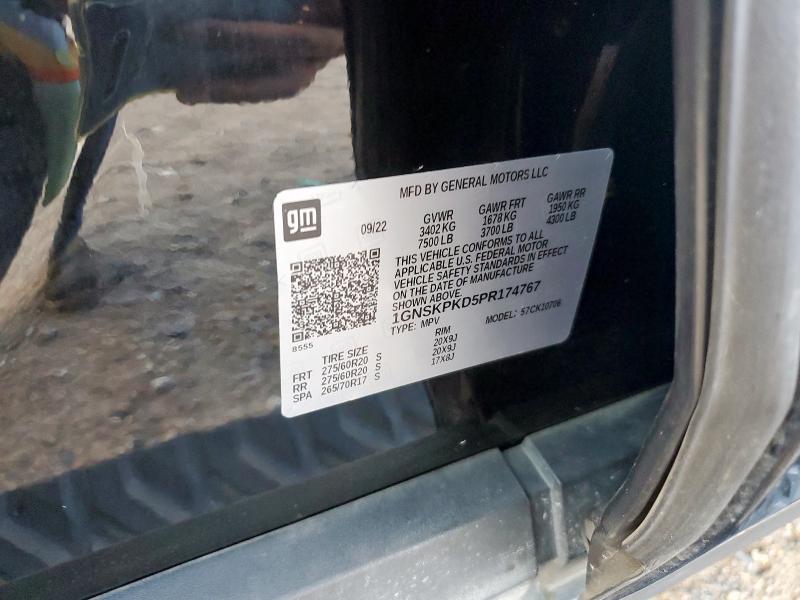 MFD BY GENERAL MOTORS LLC
gm
09/22
GVWR GAWR FRT GAWR RR
3402 KG 1678 KG 1950 KG
7500 LB 3700 LB 4300 LB
THIS VEHICLE CONFORMS TO ALL
APPLICABLE U.S. FEDERAL MOTOR
VEHICLE SAFETY STANDARDS IN EFFECT
ON THE DATE OF MANUFACTURE
SHOWN ABOVE.
1GNSKPKD5PR174767
TYPE: MPV MODEL: 57CK10706
8555
TIRE SIZE RIM
FRT 275/60R20 S 20X9J
RR 275/60R20 S 20X9J
SPA 265/70R17 S 17X8J